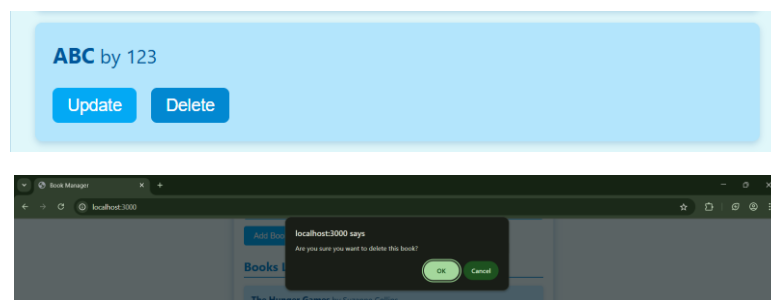 ABC by 123
Update Delete
Book Manager
localhost:3000
localhost:3000 says
Add Boo
Are you sure you want to delete this book?
Books L
OK Cancel
The Hunger Games by Suzanne Collins